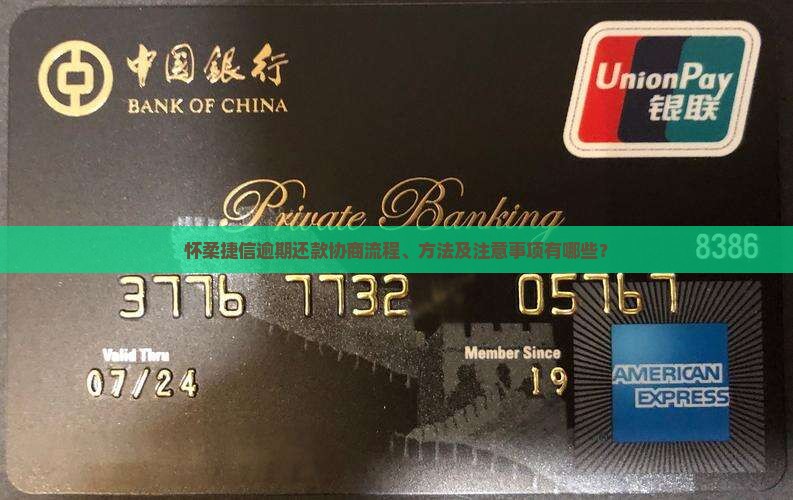 中国銀行
BANK OF CHINA
UnionPay
银联
Private Banking
怀柔捷信逾期还款协商流程、方法及注意事项有哪些？
8386
3776 7732 05767
Valid Thru
Member Since
07/24
19
AMERICAN
EXPRESS